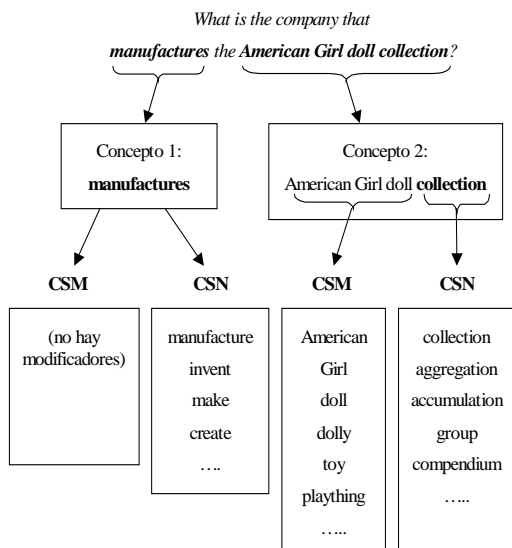 What is the company that
manufactures the American Girl doll collection?
Concepto 1:
manufactures
Concepto 2:
American Girl doll collection
CSM
(no hay
modificadores)
CSN
manufacture
invent
make
create
….
CSM
American
Girl
doll
dolly
toy
plaything
…..
CSN
collection
aggregation
accumulation
group
compendium
…..